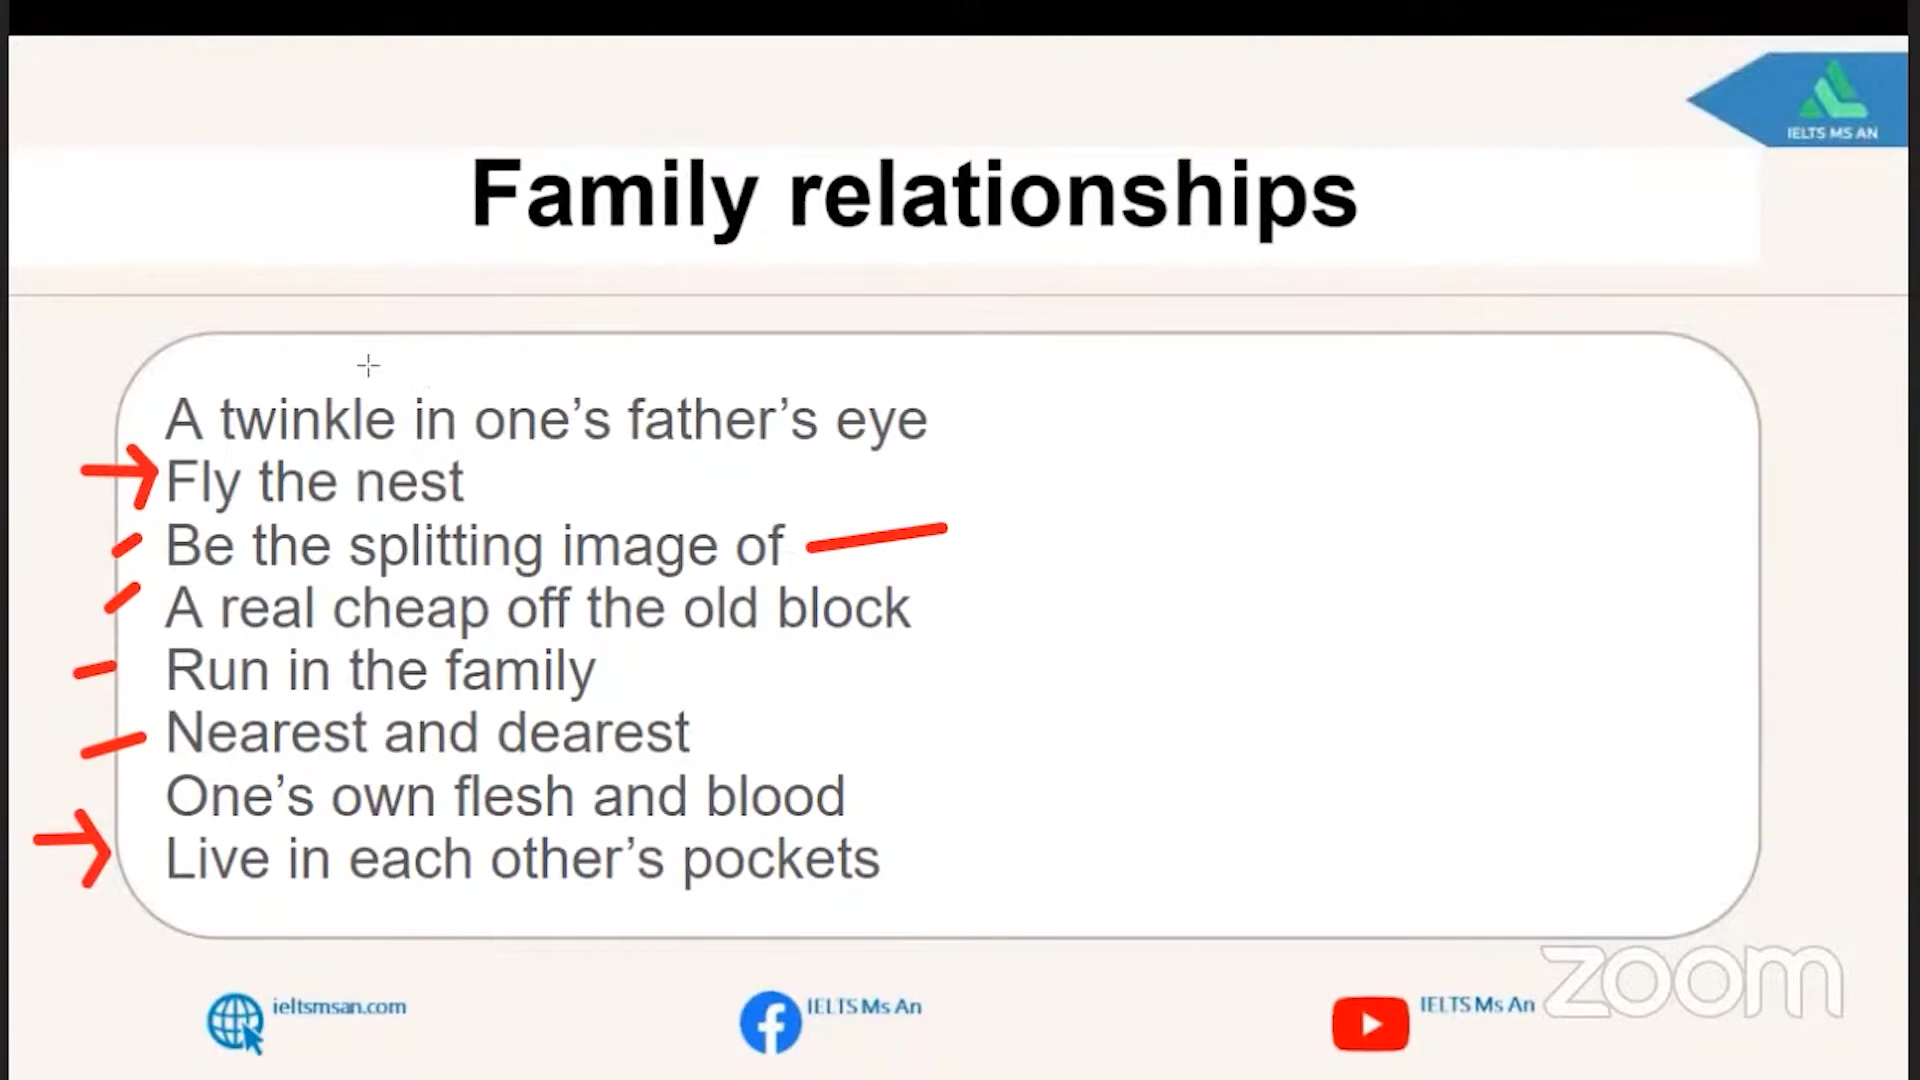 IELTS MS AN
Family relationships
A twinkle in one’s father’s eye
Fly the nest
Be the splitting image of
A real cheap off the old block
Run in the family
Nearest and dearest
One’s own flesh and blood
Live in each other’s pockets
ieltsmsan.com
IELTS Ms An
IELTS Ms An
zoom